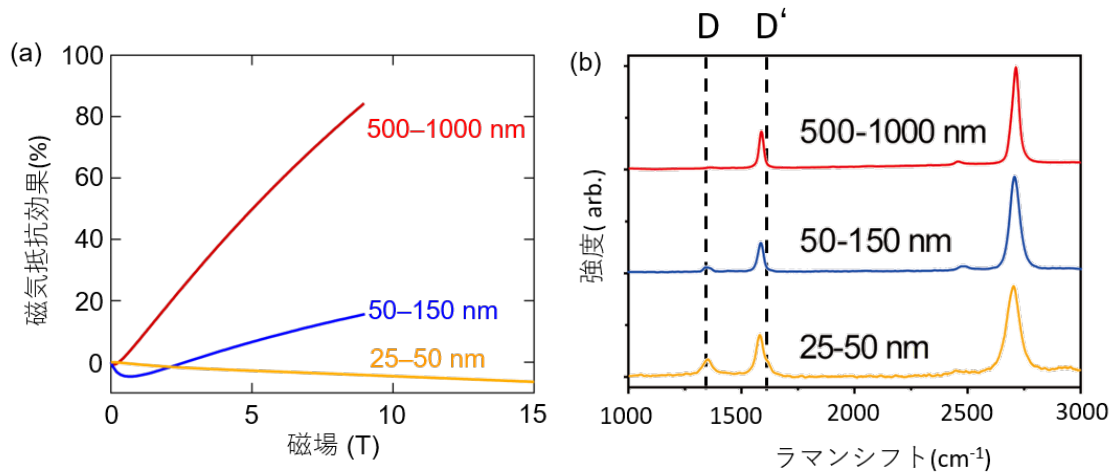 (a)
磁気抵抗効果(%)
100
80
60
40
20
0
500–1000 nm
50–150 nm
25–50 nm
0
5
10
15
磁場 (T)
D D‘
(b)
強度( arb.)
500-1000 nm
50-150 nm
25-50 nm
1000
1500
2000
2500
3000
ラマンシフト(cm-1)